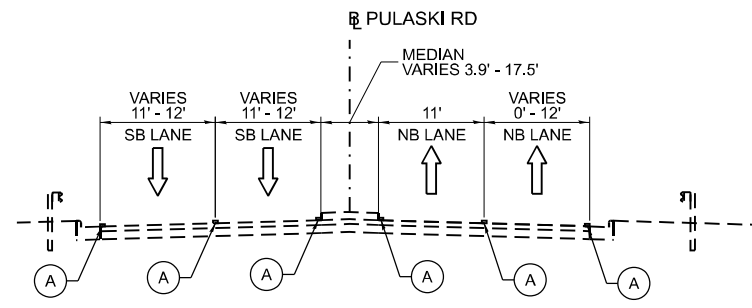 ℄ PULASKI RD
MEDIAN
VARIES 3.9' - 17.5'
VARIES
11' - 12'
SB LANE
VARIES
11' - 12'
SB LANE
11'
NB LANE
VARIES
0' - 12'
NB LANE
A
A
A
A
A
A